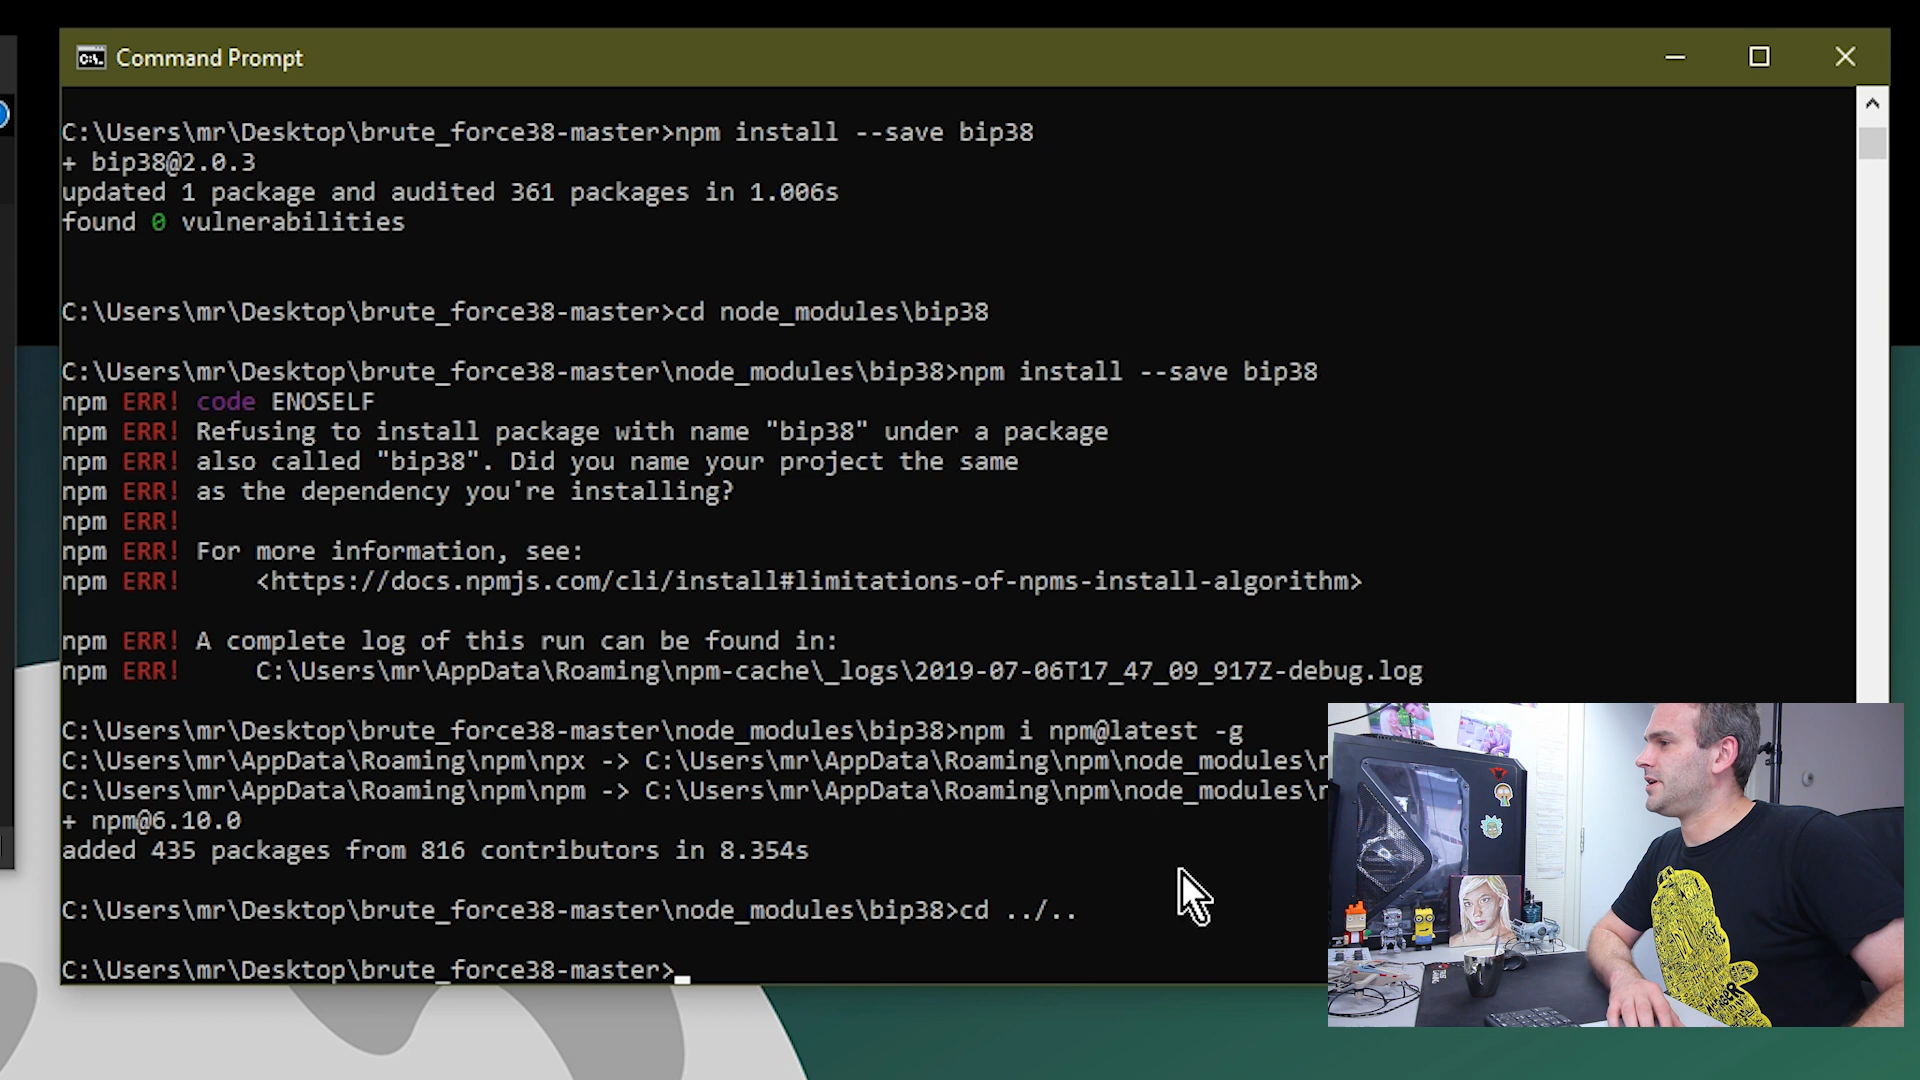 Command Prompt
C:\Users\mr\Desktop\brute_force38-master>npm install --save bip38
+ bip38@2.0.3
updated 1 package and audited 361 packages in 1.006s
found 0 vulnerabilities
C:\Users\mr\Desktop\brute_force38-master>cd node_modules\bip38
C:\Users\mr\Desktop\brute_force38-master\node_modules\bip38>npm install --save bip38
npm ERR! code ENOSELF
npm ERR! Refusing to install package with name "bip38" under a package
npm ERR! also called "bip38". Did you name your project the same
npm ERR! as the dependency you're installing?
npm ERR!
npm ERR! For more information, see:
npm ERR!     <https://docs.npmjs.com/cli/install#limitations-of-npms-install-algorithm>
npm ERR! A complete log of this run can be found in:
npm ERR!     C:\Users\mr\AppData\Roaming\npm-cache\_logs\2019-07-06T17_47_09_917Z-debug.log
C:\Users\mr\Desktop\brute_force38-master\node_modules\bip38>npm i npm@latest -g
C:\Users\mr\AppData\Roaming\npm\npx -> C:\Users\mr\AppData\Roaming\npm\node_modules\n
C:\Users\mr\AppData\Roaming\npm\npm -> C:\Users\mr\AppData\Roaming\npm\node_modules\n
+ npm@6.10.0
added 435 packages from 816 contributors in 8.354s
C:\Users\mr\Desktop\brute_force38-master\node_modules\bip38>cd ../..
C:\Users\mr\Desktop\brute_force38-master>